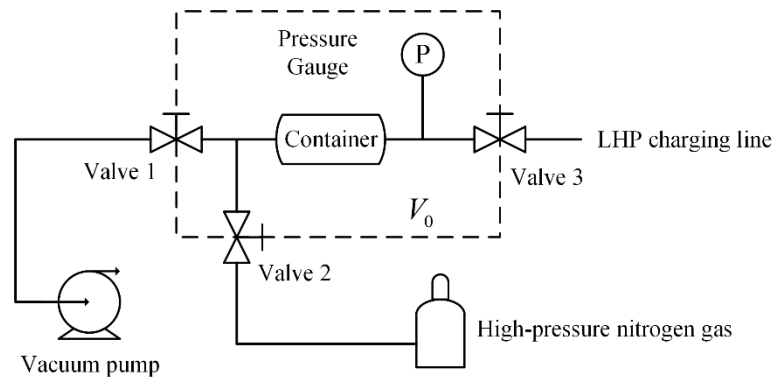 Pressure
Gauge
P
Container
LHP charging line
Valve 1
Valve 3
V0
Valve 2
High-pressure nitrogen gas
Vacuum pump